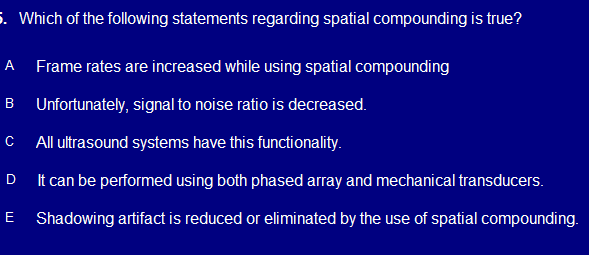 5. Which of the following statements regarding spatial compounding is true?
A Frame rates are increased while using spatial compounding
B Unfortunately, signal to noise ratio is decreased.
C All ultrasound systems have this functionality.
D It can be performed using both phased array and mechanical transducers.
E Shadowing artifact is reduced or eliminated by the use of spatial compounding.